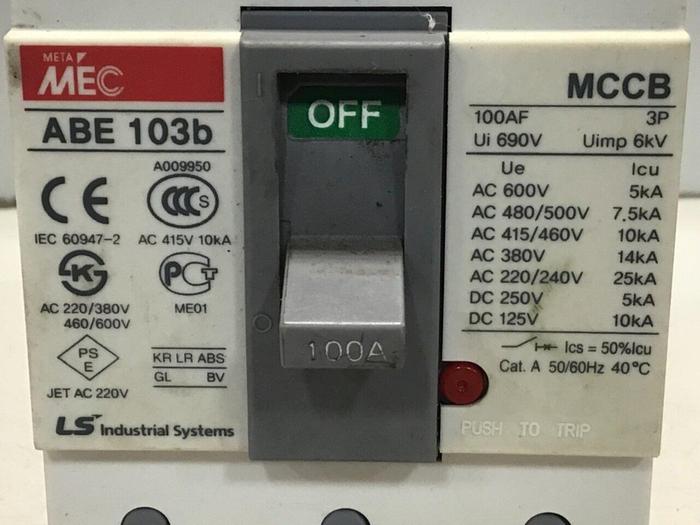 META
MEC
ABE 103b
A009950
CE
CCC S
IEC 60947-2 AC 415V 10kA
K
PCT
AC 220/380V
460/600V
ME01
PS
E
KR LR ABS
GL BV
JET AC 220V
LS Industrial Systems
I
OFF
O
100A
MCCB
100AF 3P
Ui 690V Uimp 6kV
Ue Icu
AC 600V 5kA
AC 480/500V 7.5kA
AC 415/460V 10kA
AC 380V 14kA
AC 220/240V 25kA
DC 250V 5kA
DC 125V 10kA
Ics = 50%Icu
Cat. A 50/60Hz 40°C
PUSH TO TRIP